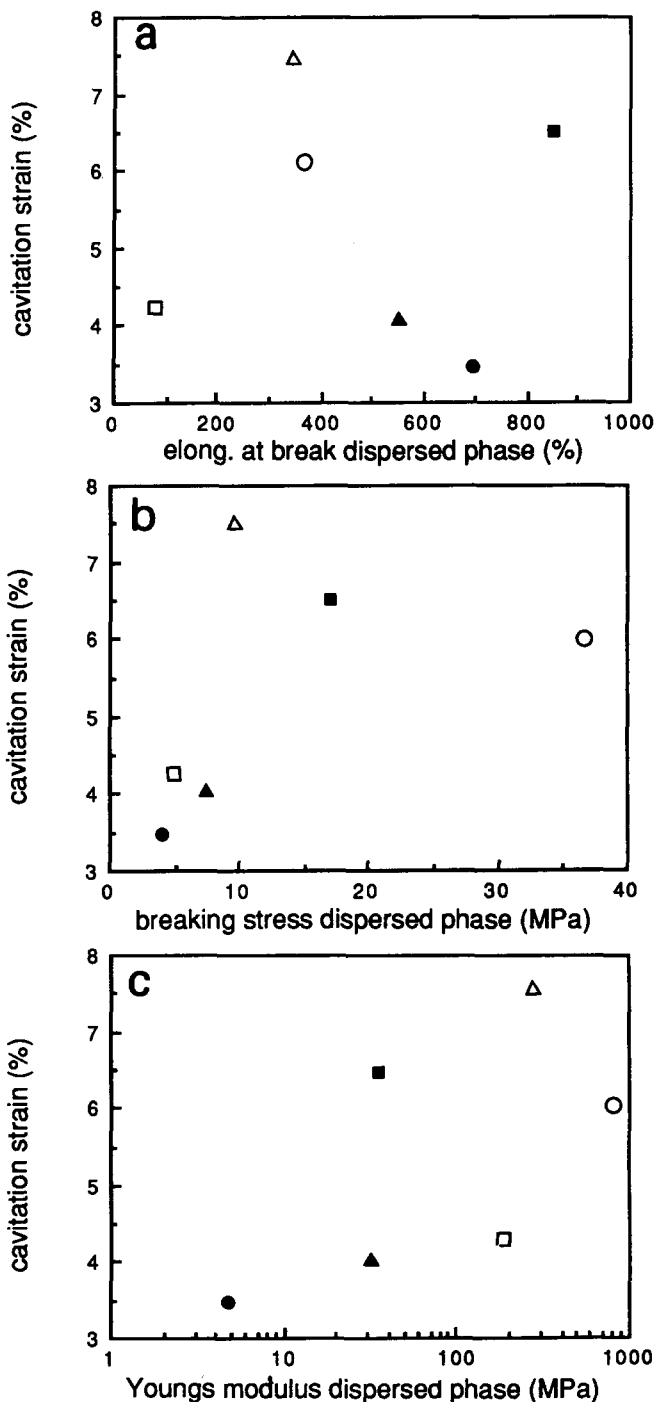 a
8
7
6
5
4
3
cavitation strain (%)
0 200 400 600 800 1000
elong. at break dispersed phase (%)
b
8
7
6
5
4
3
cavitation strain (%)
0 10 20 30 40
breaking stress dispersed phase (MPa)
c
8
7
6
5
4
3
cavitation strain (%)
1 10 100 1000
Youngs modulus dispersed phase (MPa)